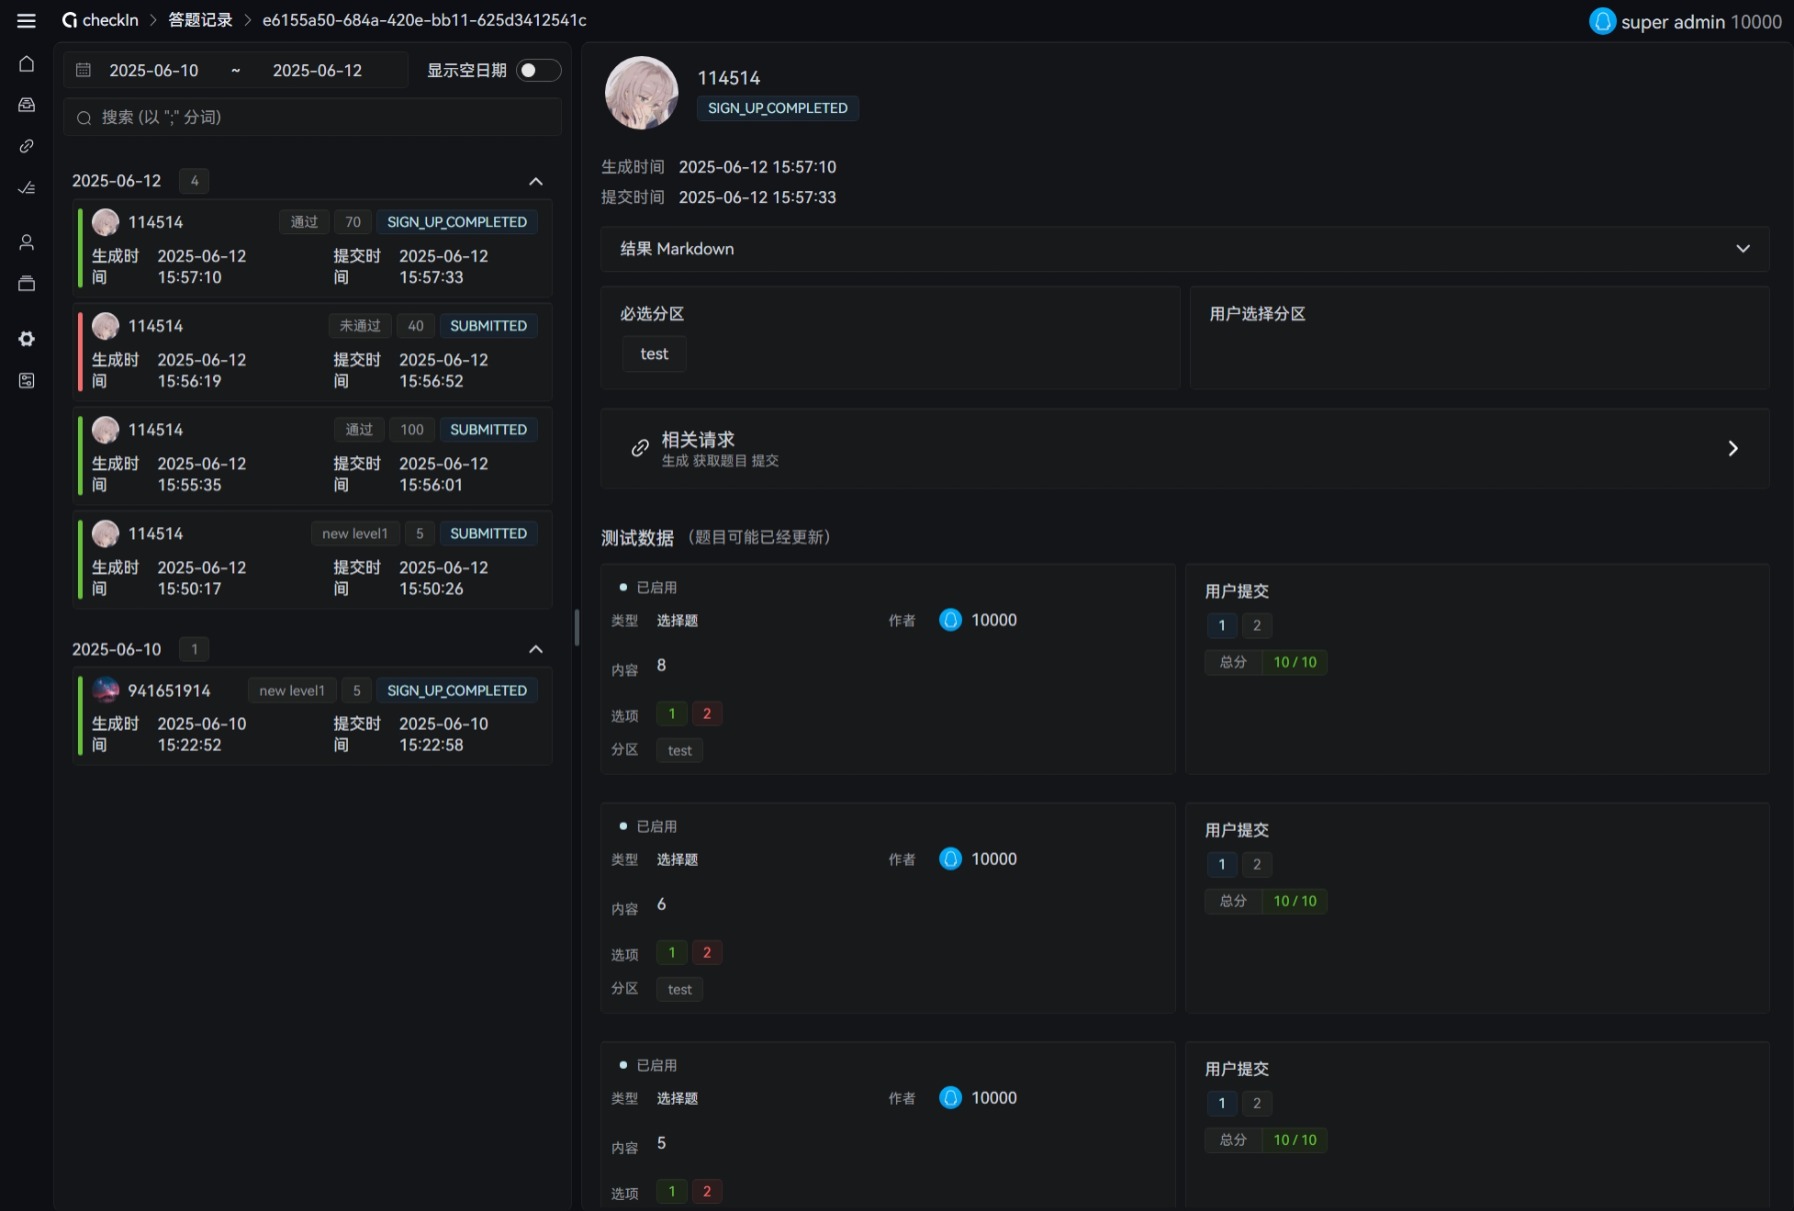 checkIn > 答题记录 > e6155a50-684a-420e-bb11-625d3412541c
super admin 10000
2025-06-10 ~ 2025-06-12 显示空日期
搜索 (以 ";" 分词)
2025-06-12 4
114514 通过 70 SIGN_UP_COMPLETED
生成时间 2025-06-12 15:57:10 提交时间 2025-06-12 15:57:33
114514 未通过 40 SUBMITTED
生成时间 2025-06-12 15:56:19 提交时间 2025-06-12 15:56:52
114514 通过 100 SUBMITTED
生成时间 2025-06-12 15:55:35 提交时间 2025-06-12 15:56:01
114514 new level1 5 SUBMITTED
生成时间 2025-06-12 15:50:17 提交时间 2025-06-12 15:50:26
2025-06-10 1
941651914 new level1 5 SIGN_UP_COMPLETED
生成时间 2025-06-10 15:22:52 提交时间 2025-06-10 15:22:58
114514
SIGN_UP_COMPLETED
生成时间 2025-06-12 15:57:10
提交时间 2025-06-12 15:57:33
结果 Markdown
必选分区
test
用户选择分区
相关请求
生成 获取题目 提交
测试数据 (题目可能已经更新)
已启用
类型 选择题 作者 10000
内容 8
选项 1 2
分区 test
用户提交
1 2
总分 10 / 10
已启用
类型 选择题 作者 10000
内容 6
选项 1 2
分区 test
用户提交
1 2
总分 10 / 10
已启用
类型 选择题 作者 10000
内容 5
选项 1 2
用户提交
1 2
总分 10 / 10